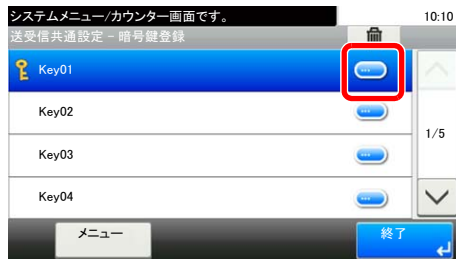 システムメニュー/カウンター画面です。 10:10
送受信共通設定 - 暗号鍵登録
Key01
Key02
1/5
Key03
Key04
メニュー 終了